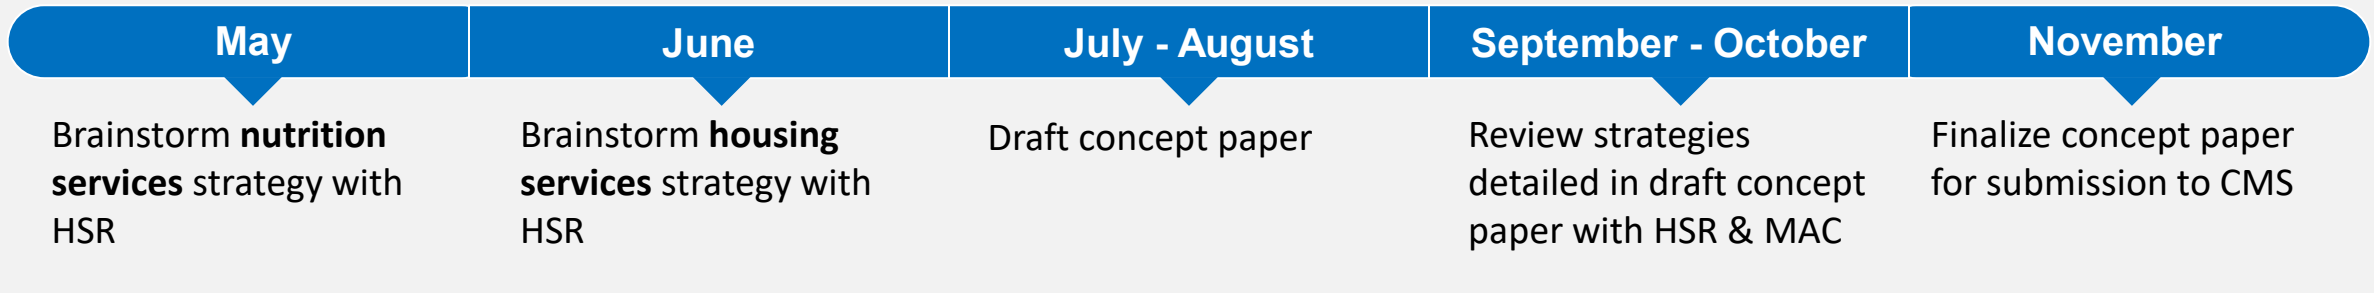 May
June
July - August
September - October
November
Brainstorm nutrition
services strategy with
HSR
Brainstorm housing
services strategy with
HSR
Draft concept paper
Review strategies
detailed in draft concept
paper with HSR & MAC
Finalize concept paper
for submission to CMS